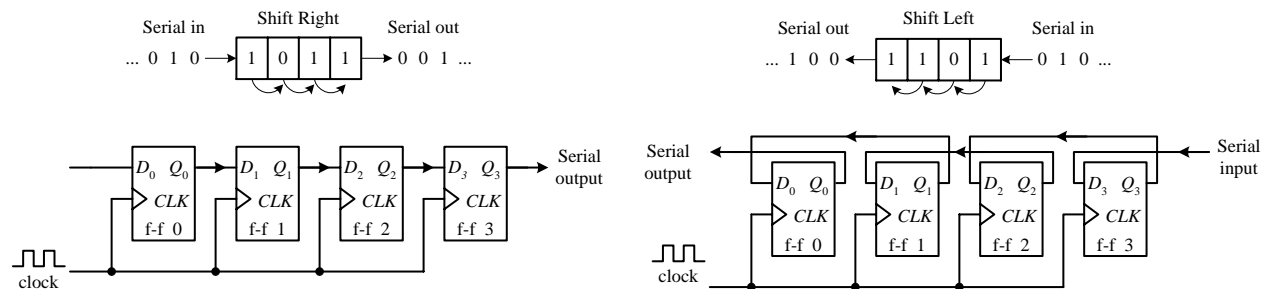 Shift Right
Serial in Serial out
... 0 1 0 1 0 1 1 0 0 1 ...
D0 Q0 D1 Q1 D2 Q2 D3 Q3 Serial output
CLK CLK CLK CLK
f-f 0 f-f 1 f-f 2 f-f 3
clock
Shift Left
Serial out Serial in
... 1 0 0 1 1 0 1 0 1 0 ...
Serial output Serial input
D0 Q0 D1 Q1 D2 Q2 D3 Q3
CLK CLK CLK CLK
f-f 0 f-f 1 f-f 2 f-f 3
clock